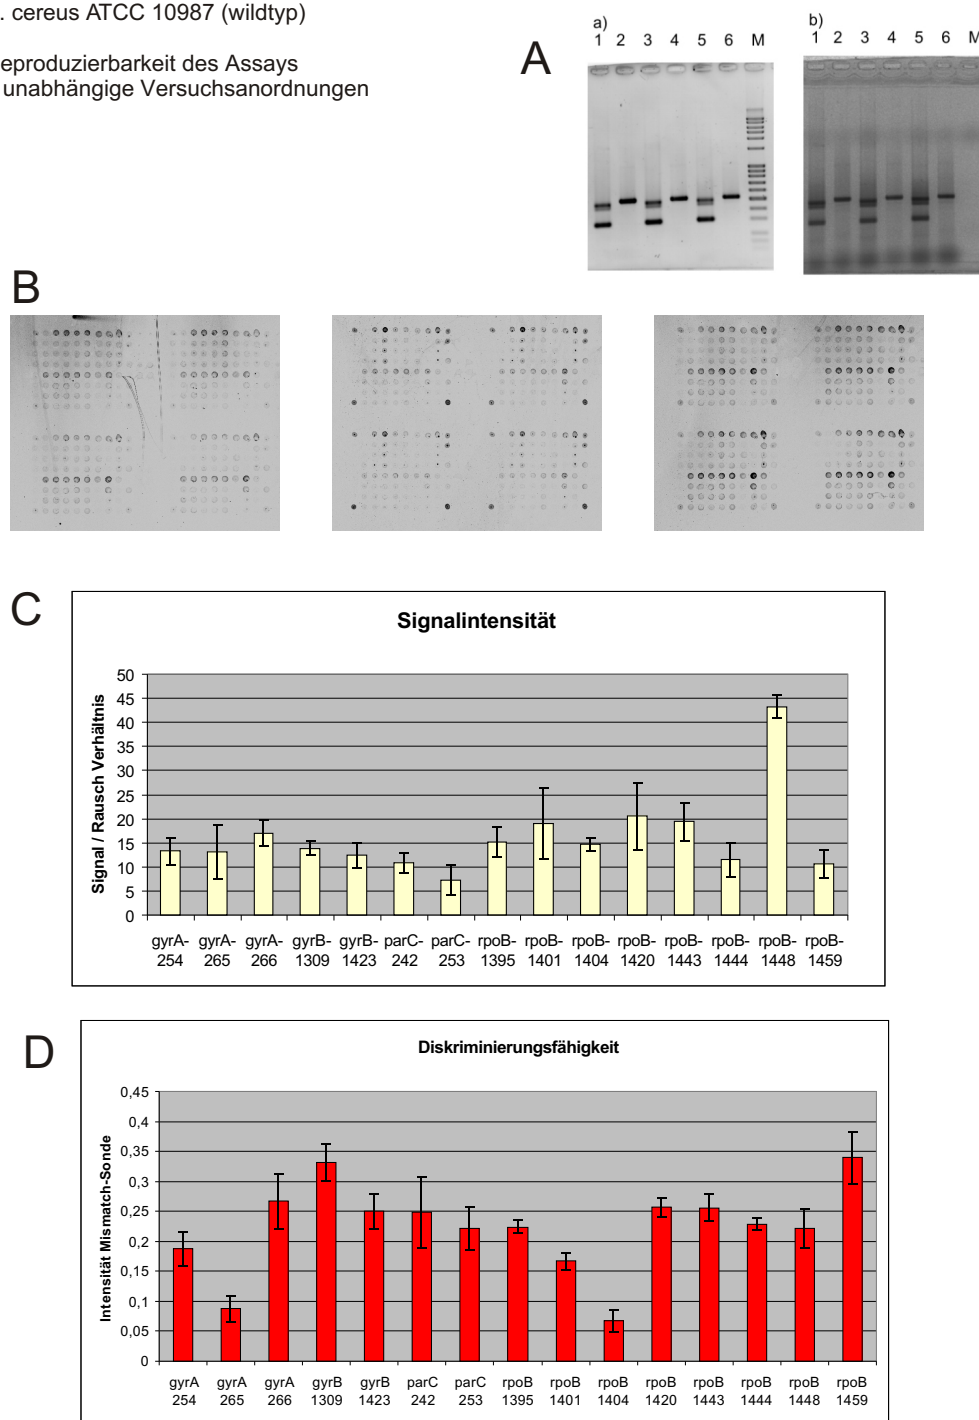 . cereus ATCC 10987 (wildtyp)
eproduzierbarkeit des Assays
unabhängige Versuchsanordnungen
A
a)
1 2 3 4 5 6 M
b)
1 2 3 4 5 6 M
B
C
Signalintensität
Signal / Rausch Verhältnis
50
45
40
35
30
25
20
15
10
5
0
gyrA- gyrA- gyrA- gyrB- gyrB- parC- parC- rpoB- rpoB- rpoB- rpoB- rpoB- rpoB- rpoB- rpoB-
254 265 266 1309 1423 242 253 1395 1401 1404 1420 1443 1444 1448 1459
D
Diskriminierungsfähigkeit
Intensität Mismatch-Sonde
0,45
0,4
0,35
0,3
0,25
0,2
0,15
0,1
0,05
0
gyrA gyrA gyrA gyrB gyrB parC parC rpoB rpoB rpoB rpoB rpoB rpoB rpoB rpoB
254 265 266 1309 1423 242 253 1395 1401 1404 1420 1443 1444 1448 1459